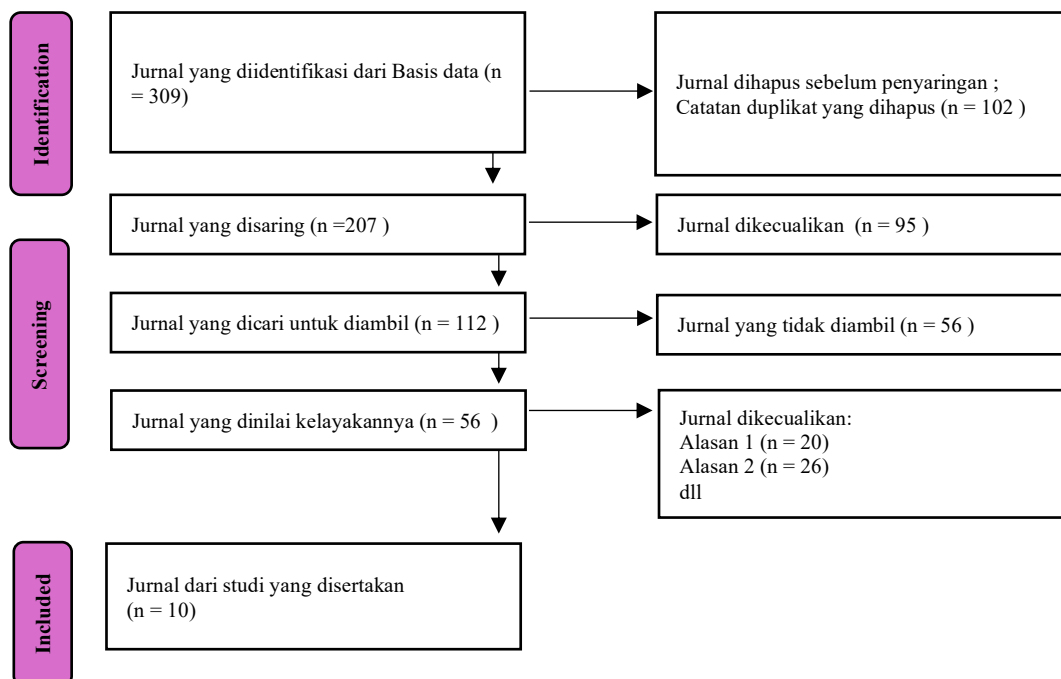 Identification
Jurnal yang diidentifikasi dari Basis data (n
= 309)
Jurnal dihapus sebelum penyaringan ;
Catatan duplikat yang dihapus (n = 102 )
Screening
Jurnal yang disaring (n =207 )
Jurnal dikecualikan  (n = 95 )
Jurnal yang dicari untuk diambil (n = 112 )
Jurnal yang tidak diambil (n = 56 )
Jurnal yang dinilai kelayakannya (n = 56  )
Jurnal dikecualikan:
Alasan 1 (n = 20)
Alasan 2 (n = 26)
dll
Included
Jurnal dari studi yang disertakan
(n = 10)